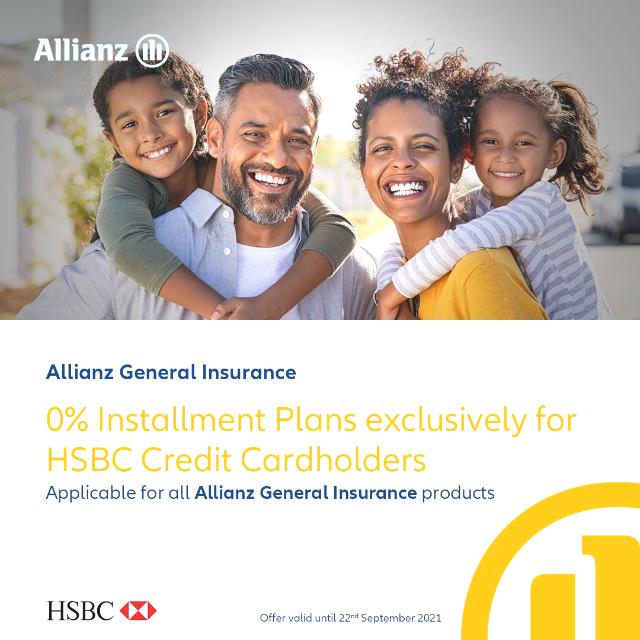 Allianz
Allianz General Insurance
0% Installment Plans exclusively for
HSBC Credit Cardholders
Applicable for all Allianz General Insurance products
HSBC
Offer valid until 22nd September 2021